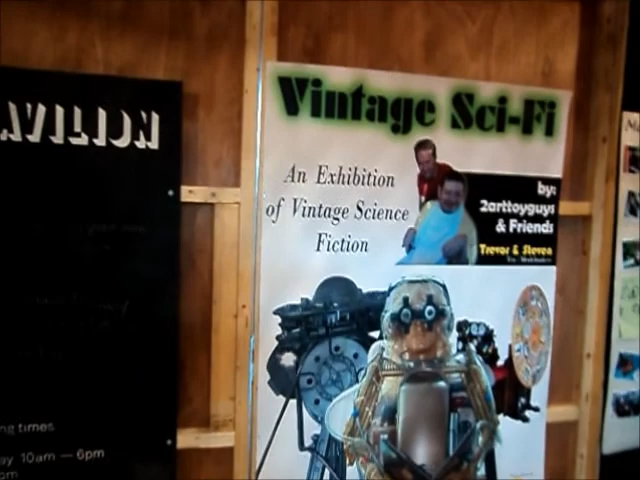 AVILION
ng times
ay 10am — 6pm
pm
Vintage Sci-Fi
An Exhibition
of Vintage Science
Fiction
by:
2arttoyguys
& Friends
Trevor & Steven